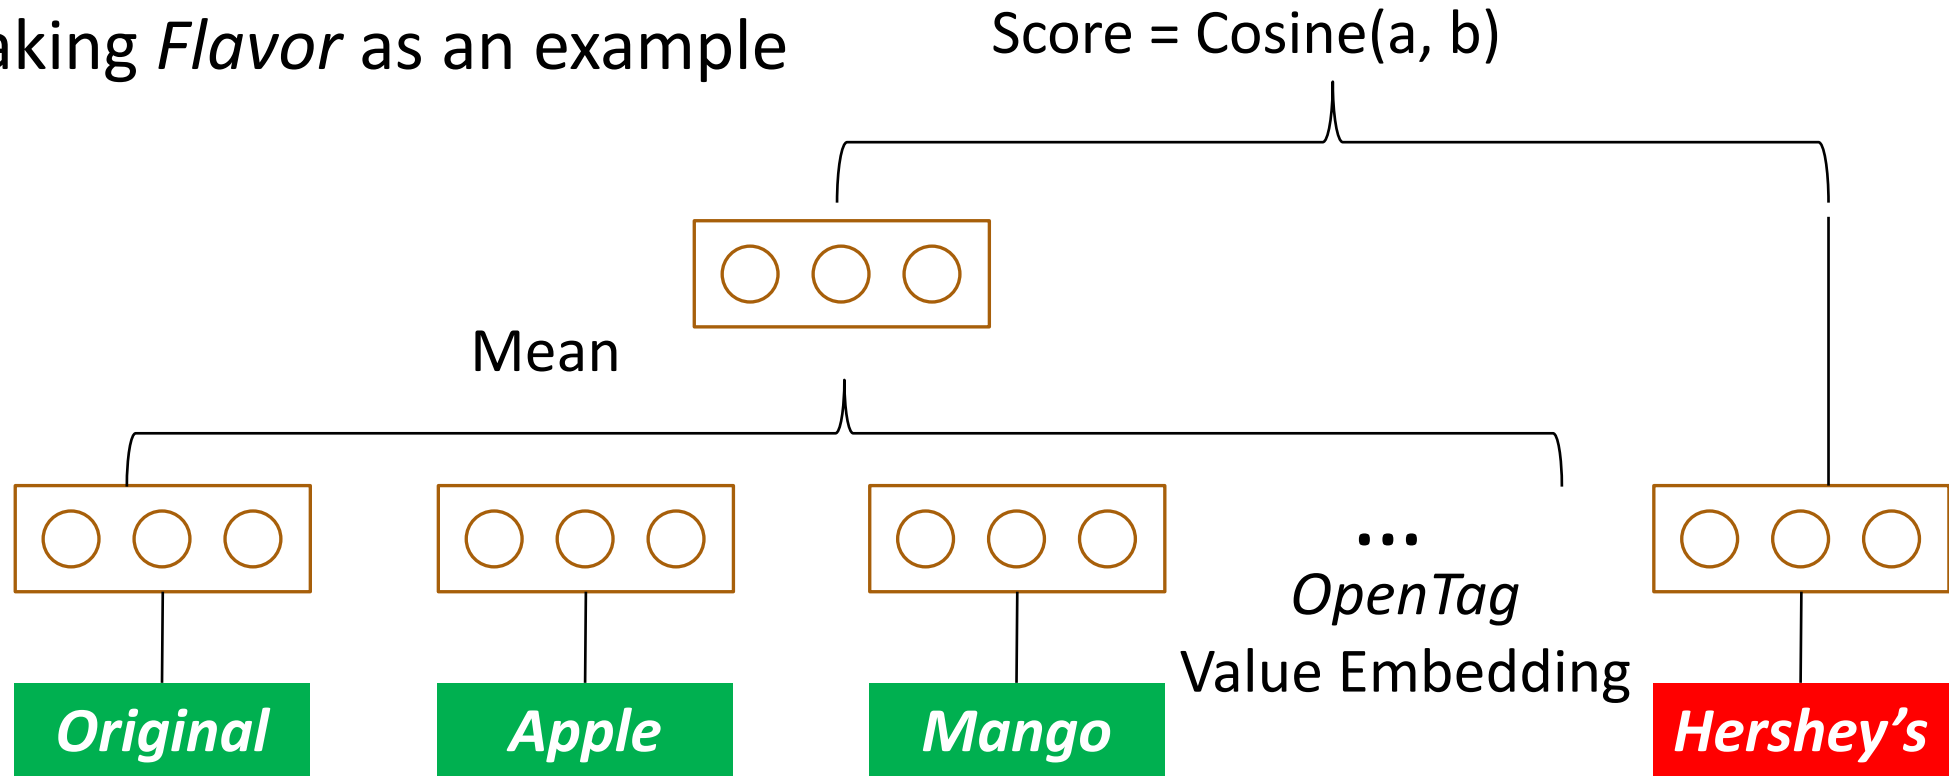 aking Flavor as an example
Score = Cosine(a, b)
Mean
...
OpenTag
Value Embedding
Original
Apple
Mango
Hershey’s